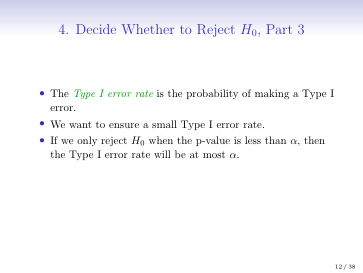 4. Decide Whether to Reject H₀, Part 3
• The Type I error rate is the probability of making a Type I
error.
• We want to ensure a small Type I error rate.
• If we only reject H₀ when the p-value is less than α, then
the Type I error rate will be at most α.
12 / 38